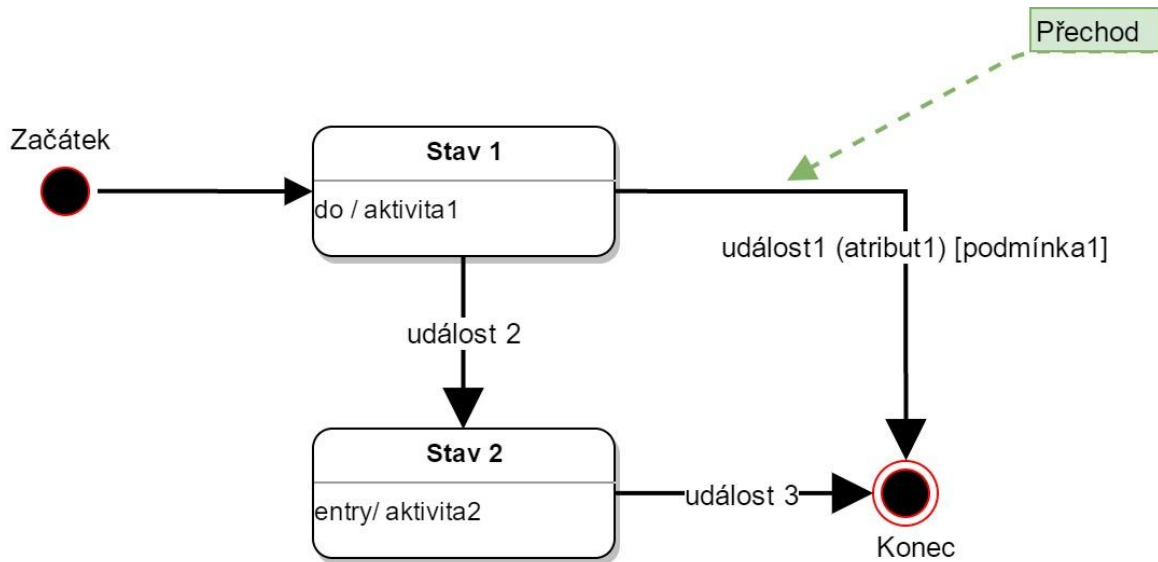 Přechod
Začátek
Stav 1
do / aktivita1
událost1 (atribut1) [podmínka1]
událost 2
Stav 2
entry/ aktivita2
událost 3
Konec